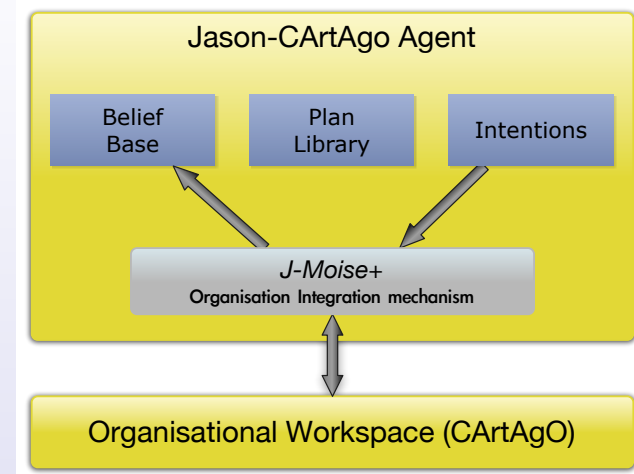 Jason-CArtAgo Agent
Belief
Base
Plan
Library
Intentions
J-Moise+
Organisation Integration mechanism
Organisational Workspace (CArtAgO)